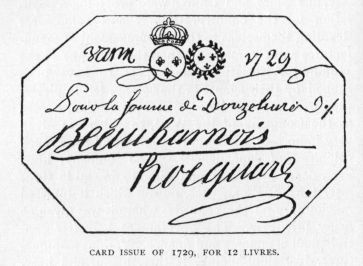 1729
Pour la somme de Douze livres
Beauharnois
hocquart
CARD ISSUE OF 1729, FOR 12 LIVRES.